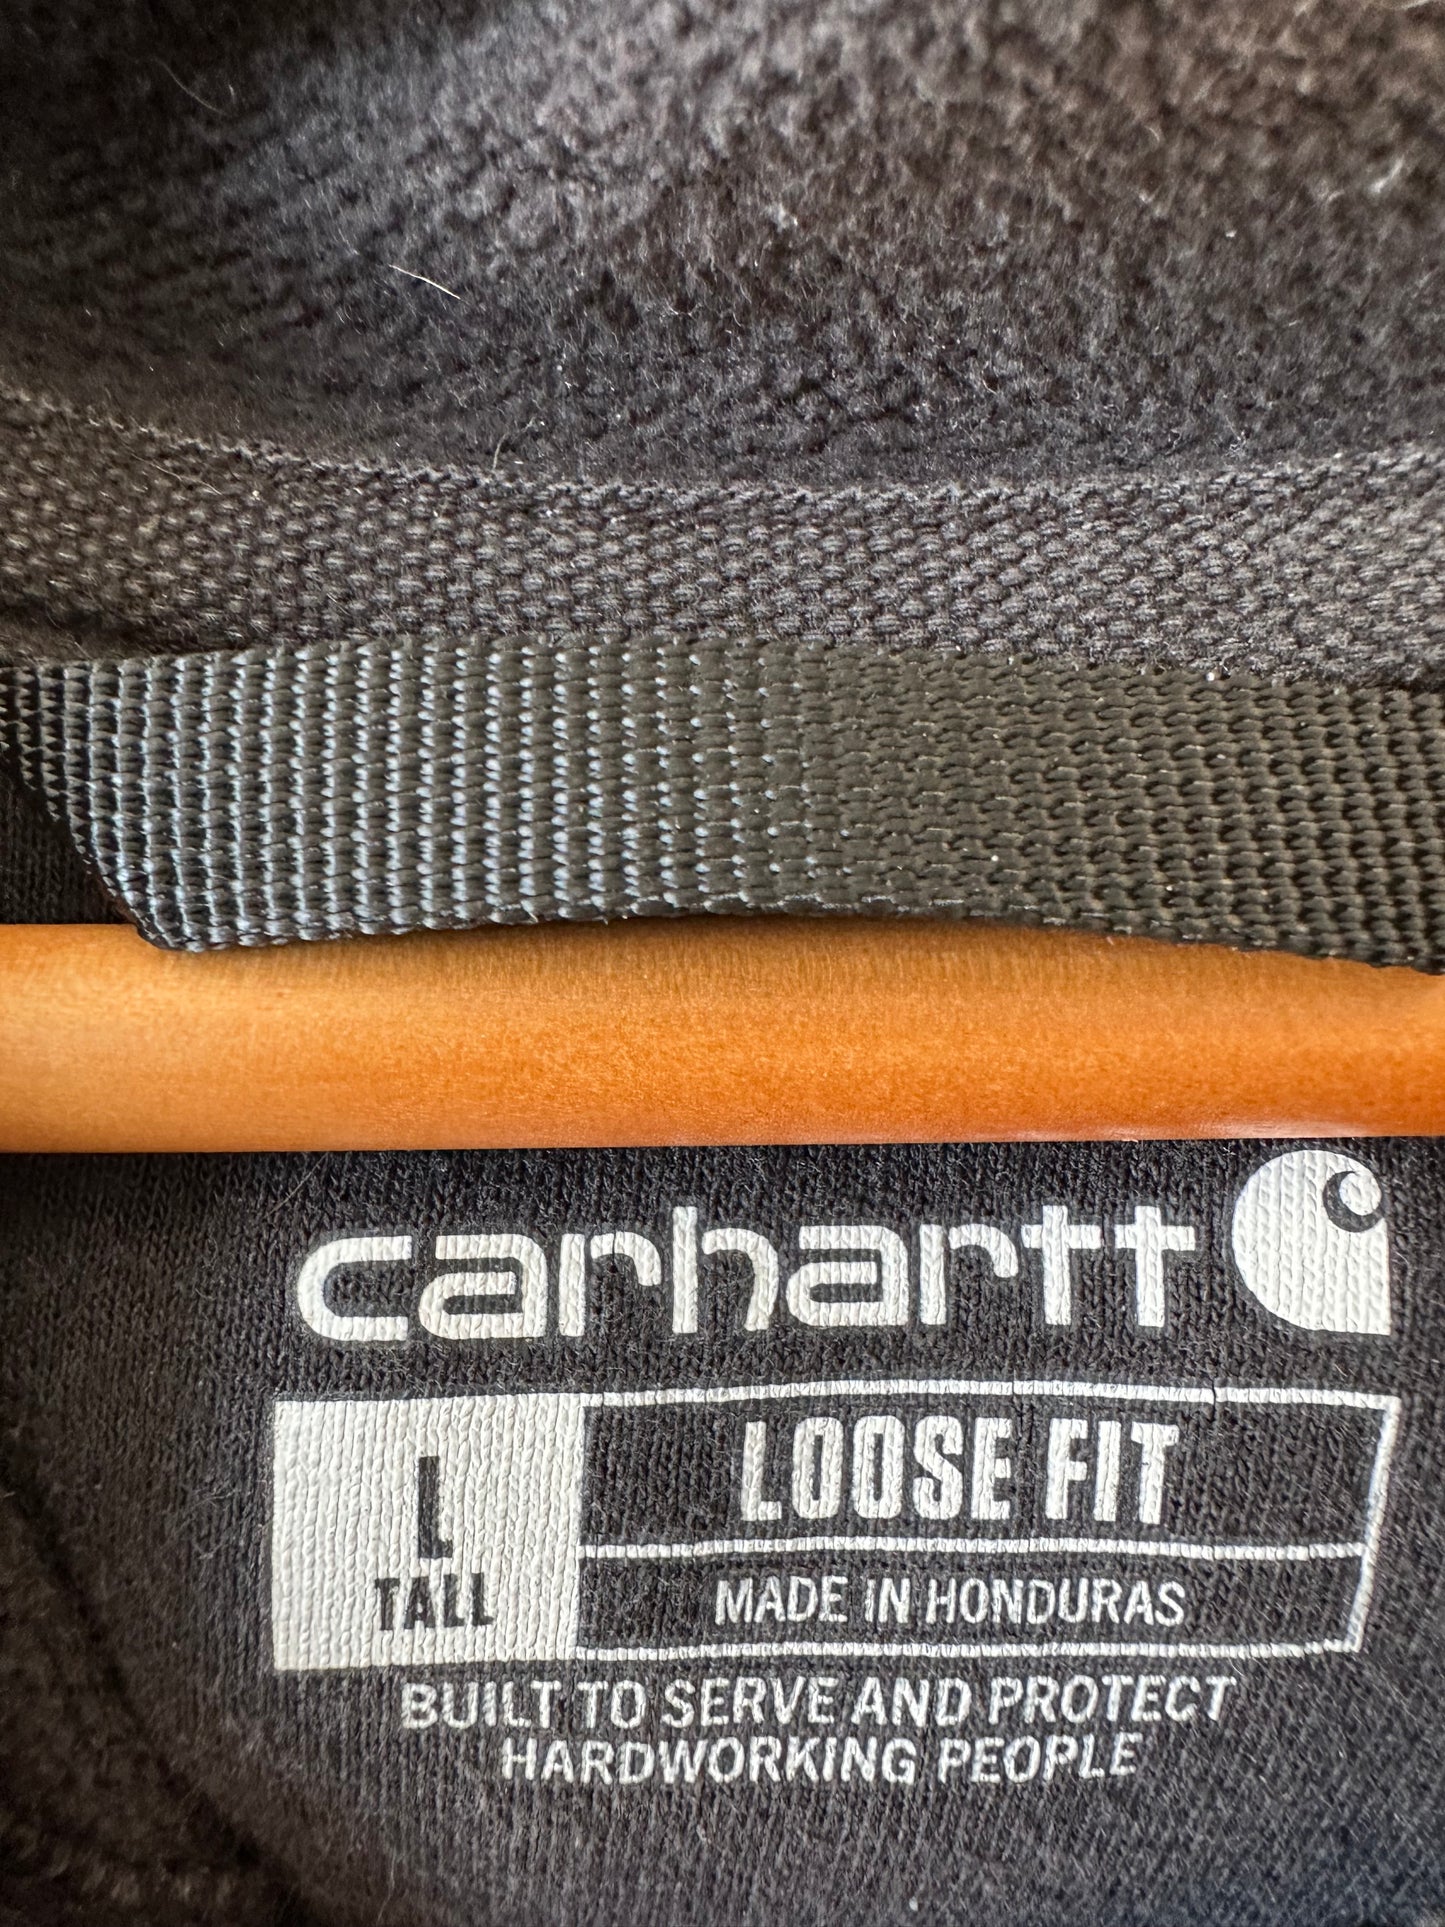 carhartt
L
TALL
LOOSE FIT
MADE IN HONDURAS
BUILT TO SERVE AND PROTECT
HARDWORKING PEOPLE